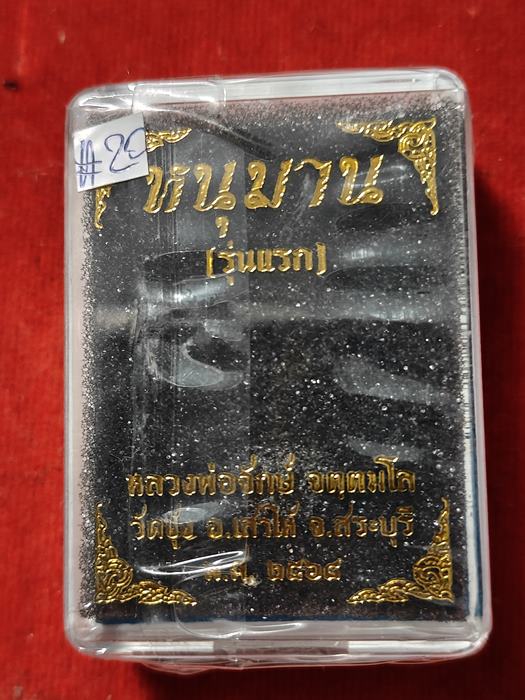 #20
หนุมาน
(รุ่นแรก)
หลวงพ่อจักษ์ จตฺตมโล
วัดชุ้ง อ.เสาไห้ จ.สระบุรี
พ.ศ. ๒๕๖๔